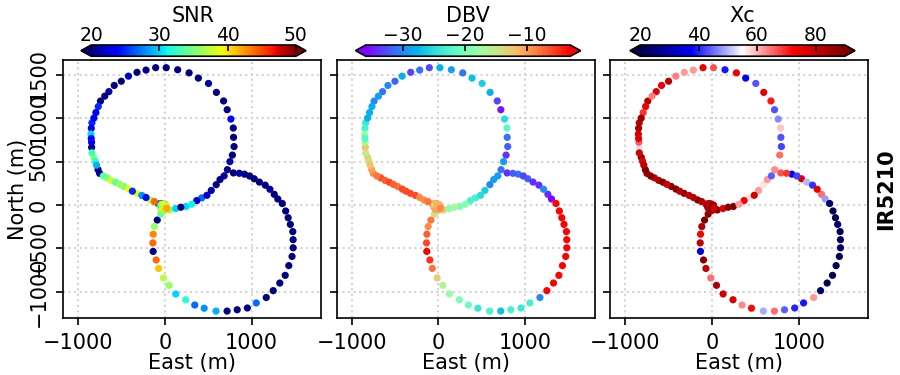 SNR DBV Xc
20 30 40 50 −30 −20 −10 20 40 60 80
North (m)
1500
1000
500
0
−500
−1000
−1000 0 1000 −1000 0 1000 −1000 0 1000
East (m) East (m) East (m)
IR5210